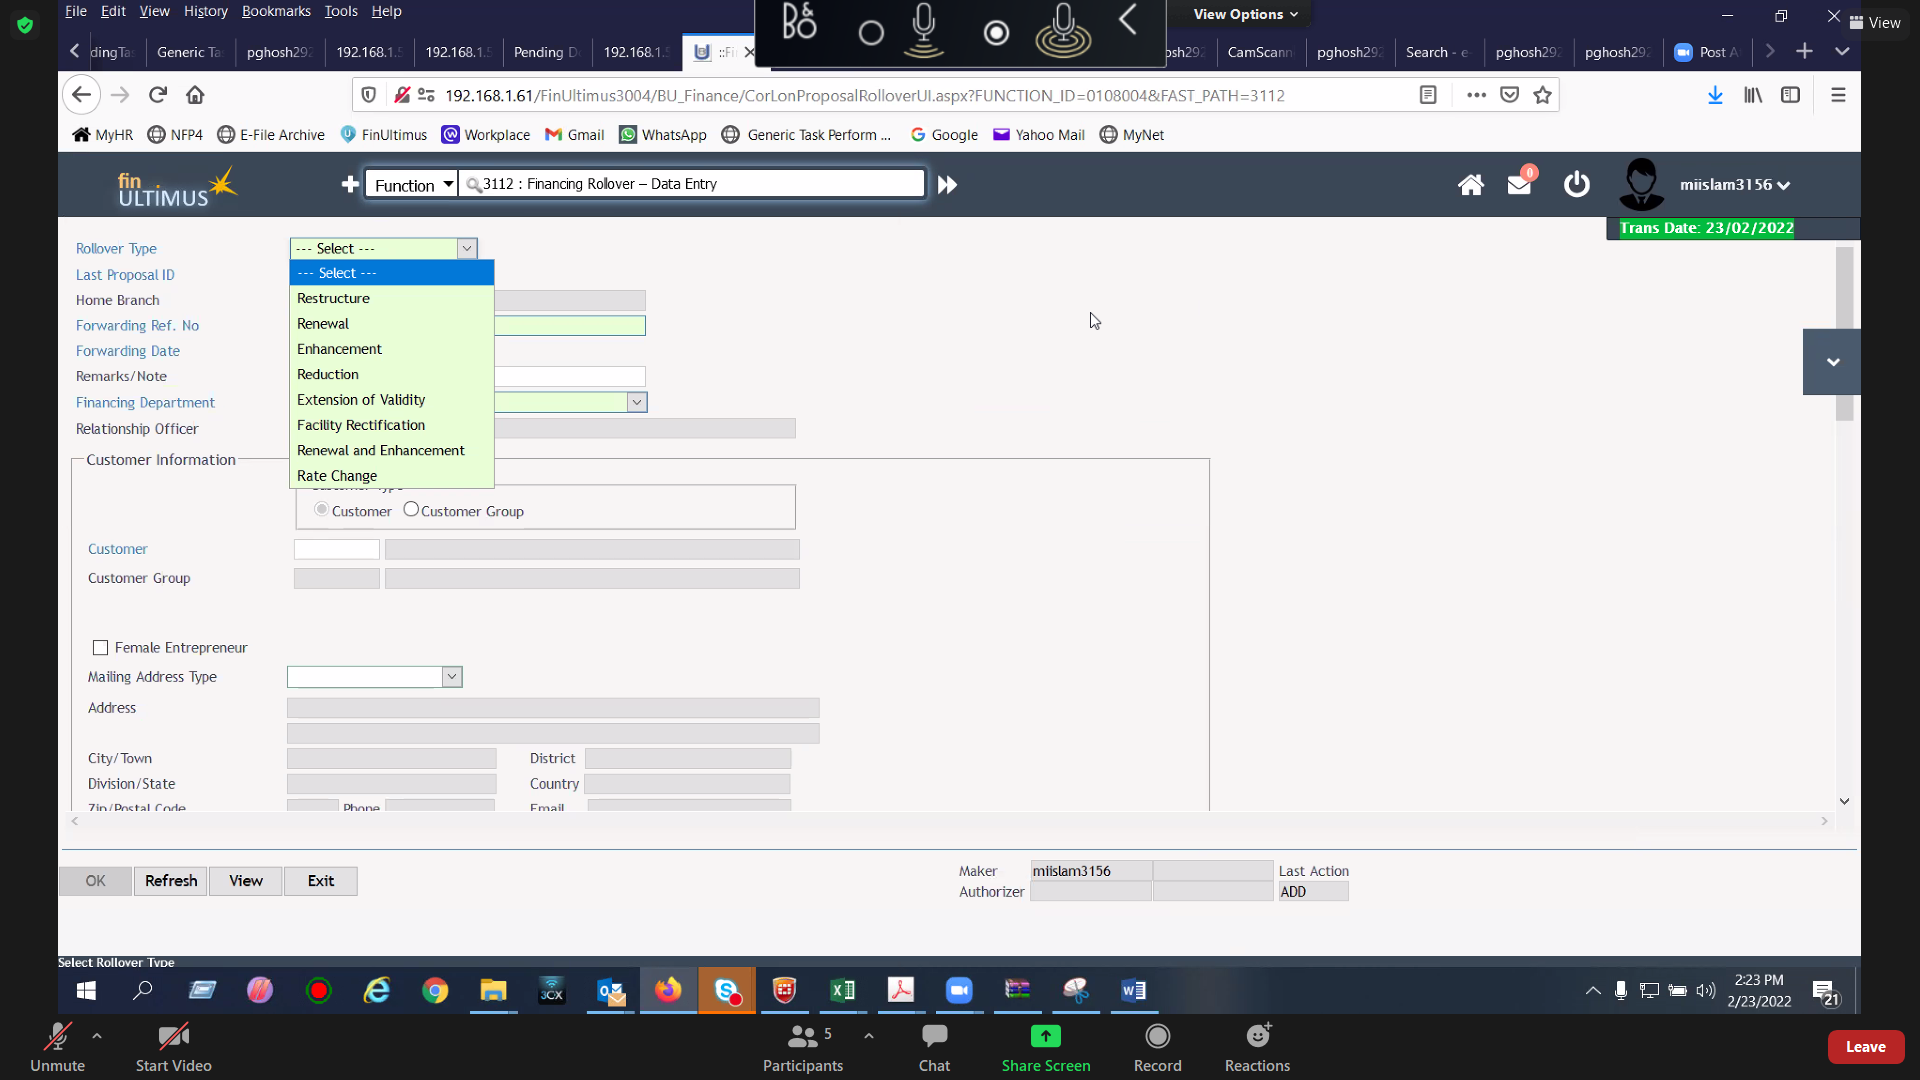 File Edit View History Bookmarks Tools Help
B&O
View Options
View
dingTas Generic Ta: pghosh292 192.168.1.5 192.168.1.5 Pending D 192.168.1.5 ::Fi CamScann pghosh292 Search - e pghosh292 pghosh292 Post A
192.168.1.61/FinUltimus3004/BU_Finance/CorLonProposalRolloverUI.aspx?FUNCTION_ID=0108004&FAST_PATH=3112
MyHR NFP4 E-File Archive FinUltimus Workplace Gmail WhatsApp Generic Task Perform ... Google Yahoo Mail MyNet
fin ULTIMUS
Function 3112 : Financing Rollover – Data Entry
0
miislam3156
Trans Date: 23/02/2022
Rollover Type --- Select ---
Last Proposal ID --- Select ---
Home Branch Restructure
Forwarding Ref. No Renewal
Forwarding Date Enhancement
Remarks/Note Reduction
Financing Department Extension of Validity
Relationship Officer Facility Rectification
Customer Information Renewal and Enhancement
Rate Change
Customer Type
Customer Customer Group
Customer
Customer Group
Female Entrepreneur
Mailing Address Type
Address
City/Town District
Division/State Country
Zip/Postal Code Phone Email
OK Refresh View Exit
Maker miislam3156 Last Action
Authorizer ADD
Select Rollover Type
3CX
2:23 PM
2/23/2022
21
Unmute Start Video Participants 5 Chat Share Screen Record Reactions Leave